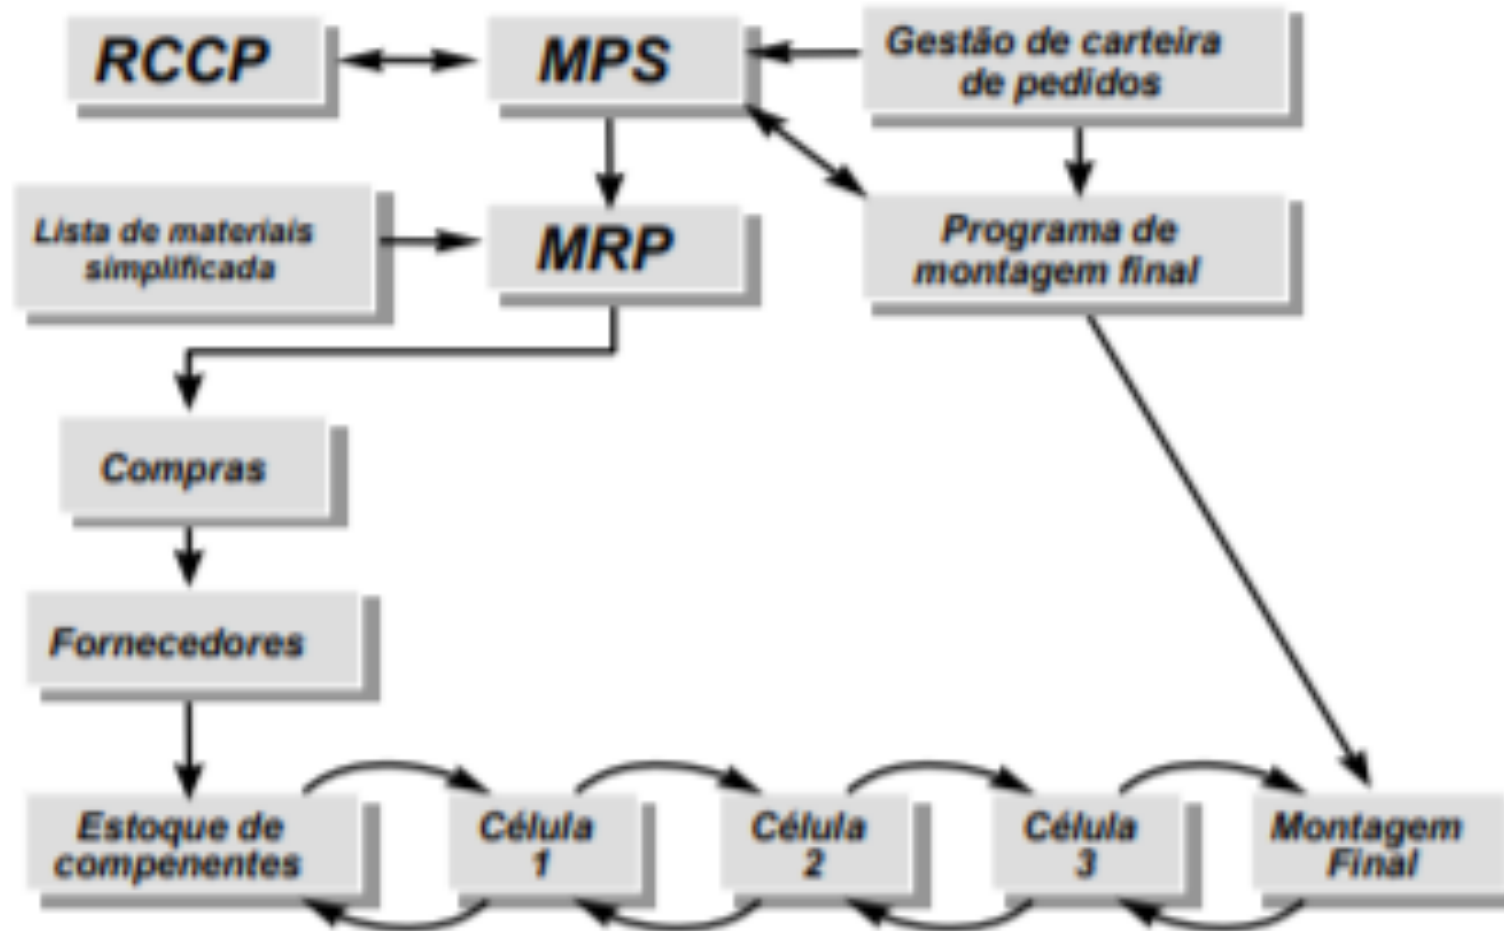 RCCP
MPS
Gestão de carteira
de pedidos
Lista de materiais
simplificada
MRP
Programa de
montagem final
Compras
Fornecedores
Estoque de
compenentes
Célula
1
Célula
2
Célula
3
Montagem
Final